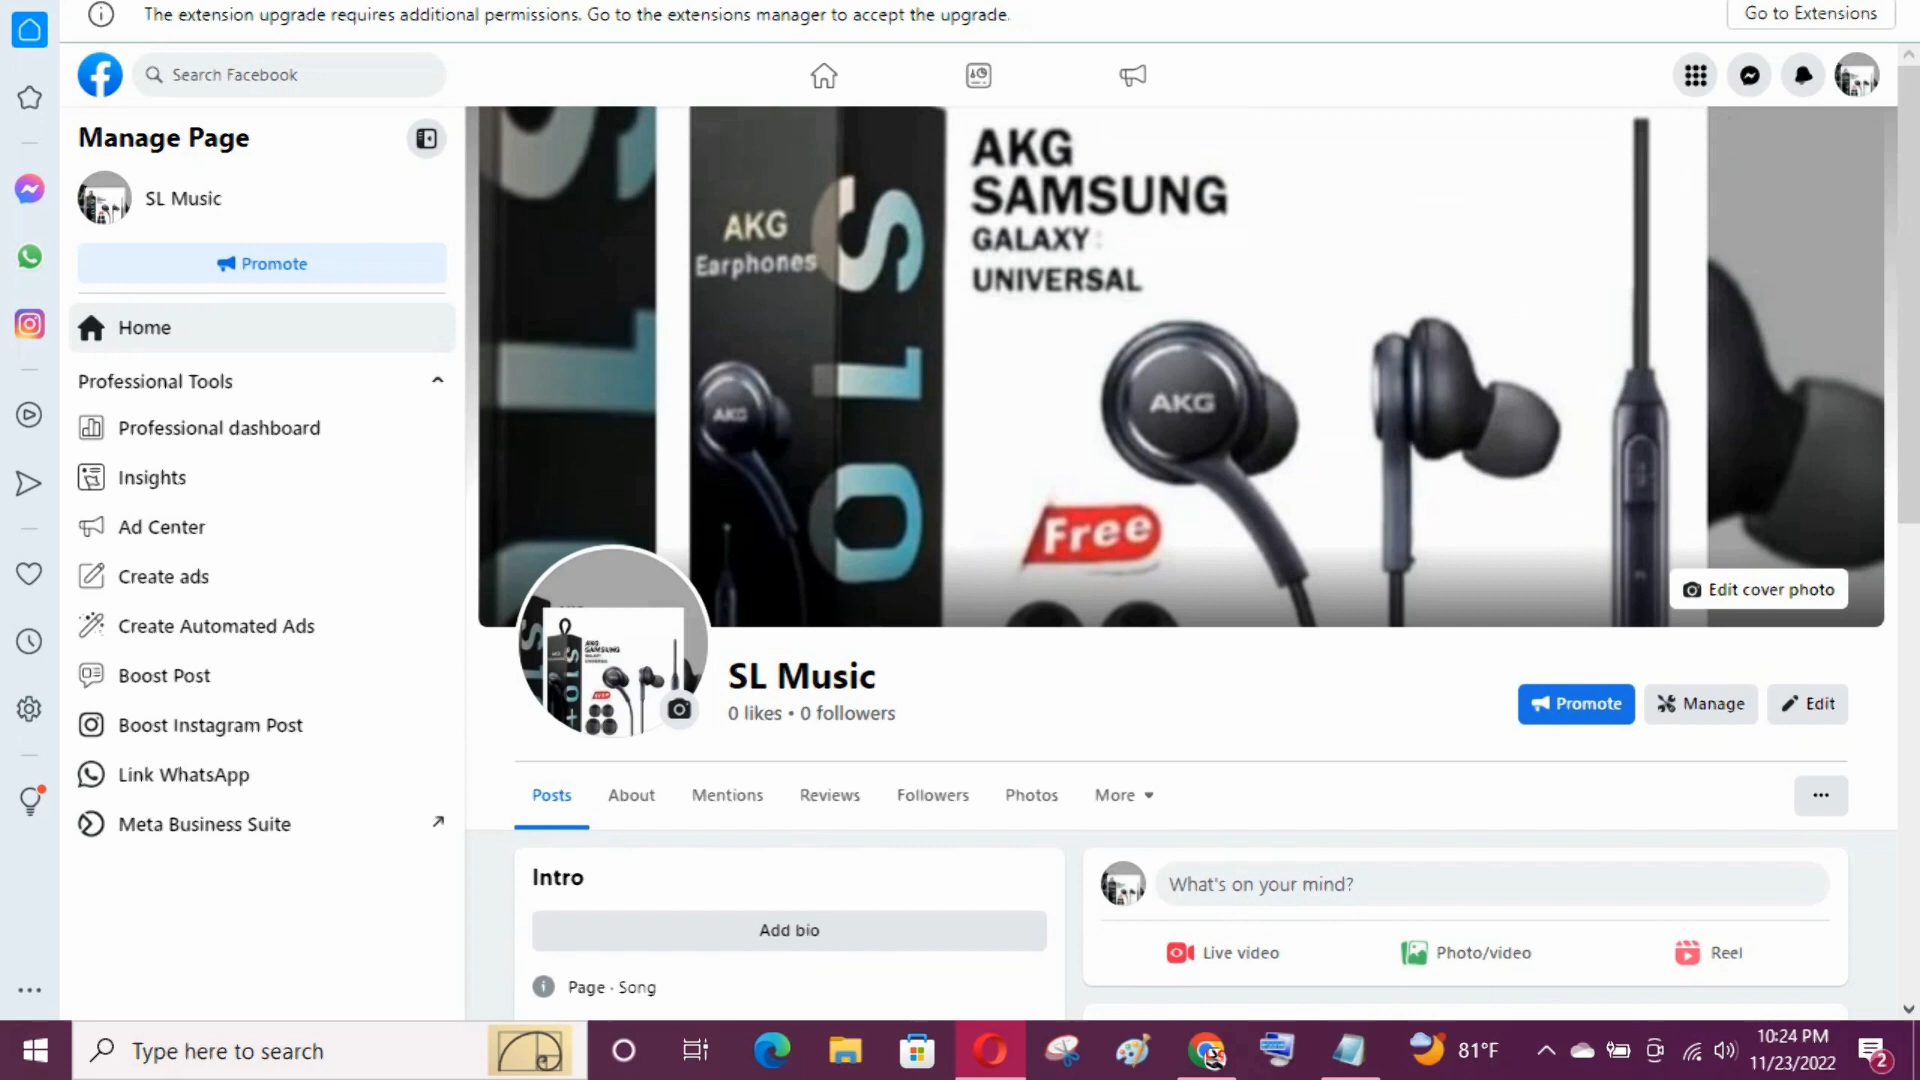 The extension upgrade requires additional permissions. Go to the extensions manager to accept the upgrade.
Go to Extensions
Search Facebook
Manage Page
SL Music
Promote
Home
Professional Tools
Professional dashboard
Insights
Ad Center
Create ads
Create Automated Ads
Boost Post
Boost Instagram Post
Link WhatsApp
Meta Business Suite
AKG
Earphones
S10
AKG
AKG
SAMSUNG
GALAXY
UNIVERSAL
AKG
Free
Edit cover photo
AKG
SAMSUNG
S10+
SL Music
0 likes • 0 followers
Promote
Manage
Edit
Posts
About
Mentions
Reviews
Followers
Photos
More
Intro
Add bio
Page · Song
What's on your mind?
Live video
Photo/video
Reel
Type here to search
81°F
10:24 PM
11/23/2022
2